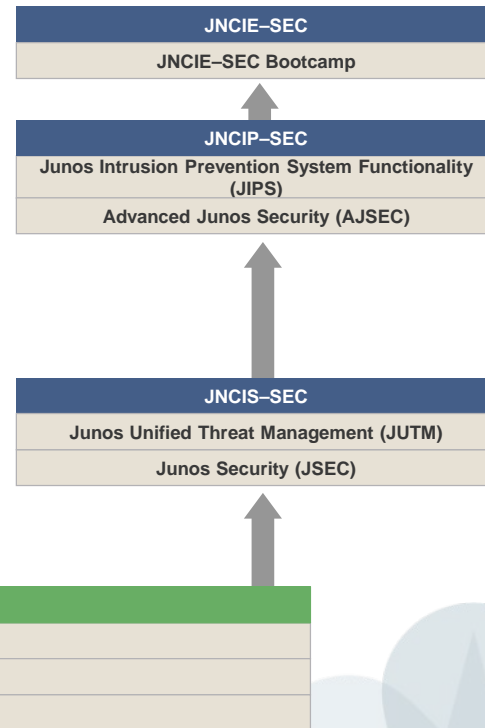 JNCIE–SEC
JNCIE–SEC Bootcamp
JNCIP–SEC
Junos Intrusion Prevention System Functionality
(JIPS)
Advanced Junos Security (AJSEC)
JNCIS–SEC
Junos Unified Threat Management (JUTM)
Junos Security (JSEC)